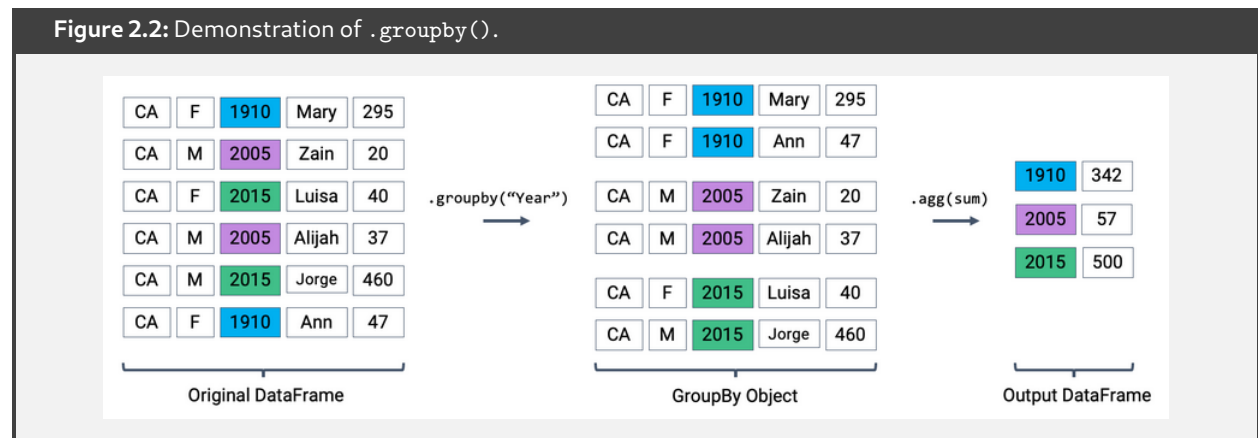 Figure 2.2: Demonstration of .groupby().
CA F 1910 Mary 295
CA M 2005 Zain 20
CA F 2015 Luisa 40
CA M 2005 Alijah 37
CA M 2015 Jorge 460
CA F 1910 Ann 47
Original DataFrame
.groupby(“Year”)
CA F 1910 Mary 295
CA F 1910 Ann 47
CA M 2005 Zain 20
CA M 2005 Alijah 37
CA F 2015 Luisa 40
CA M 2015 Jorge 460
GroupBy Object
.agg(sum)
1910 342
2005 57
2015 500
Output DataFrame